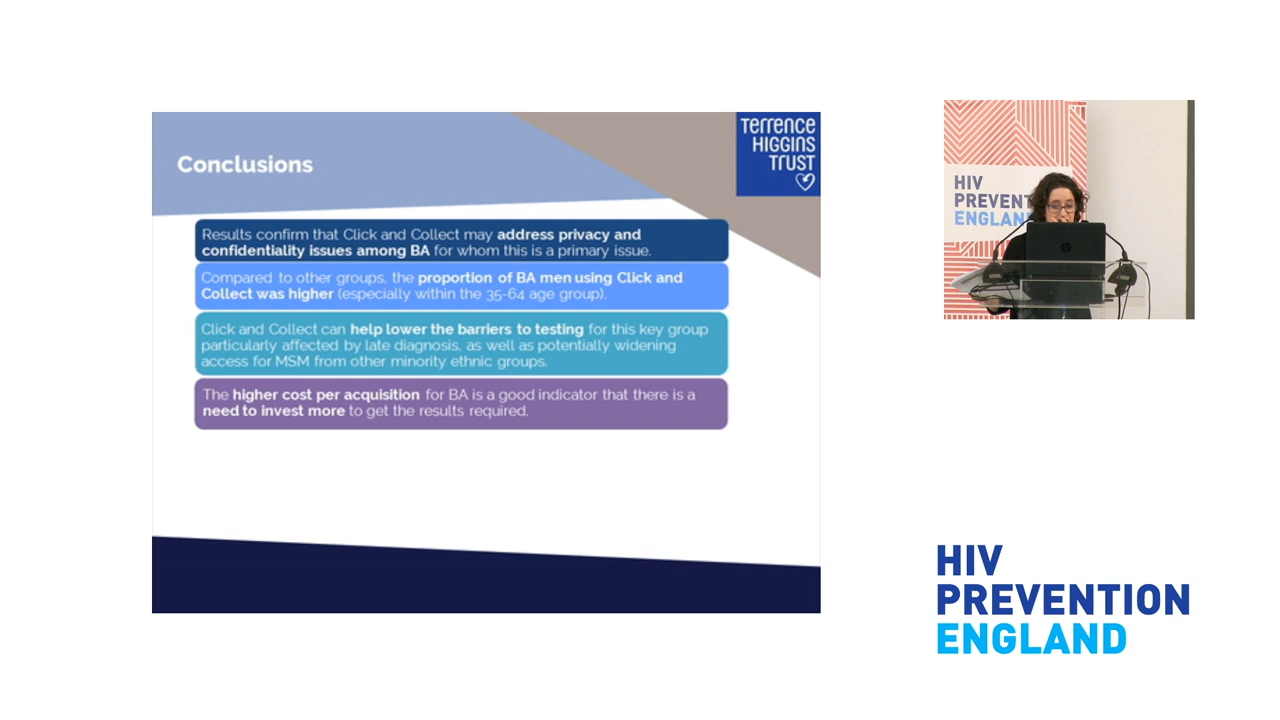 Conclusions
Terrence
HIGGINS
TRUST
Results confirm that Click and Collect may address privacy and
confidentiality issues among BA for whom this is a primary issue.
Compared to other groups, the proportion of BA men using Click and
Collect was higher (especially within the 35-64 age group).
Click and Collect can help lower the barriers to testing for this key group
particularly affected by late diagnosis, as well as potentially widening
access for MSM from other minority ethnic groups.
The higher cost per acquisition for BA is a good indicator that there is a
need to invest more to get the results required.
HIV
PREVENT
ENGLAN
hp
HIV
PREVENTION
ENGLAND